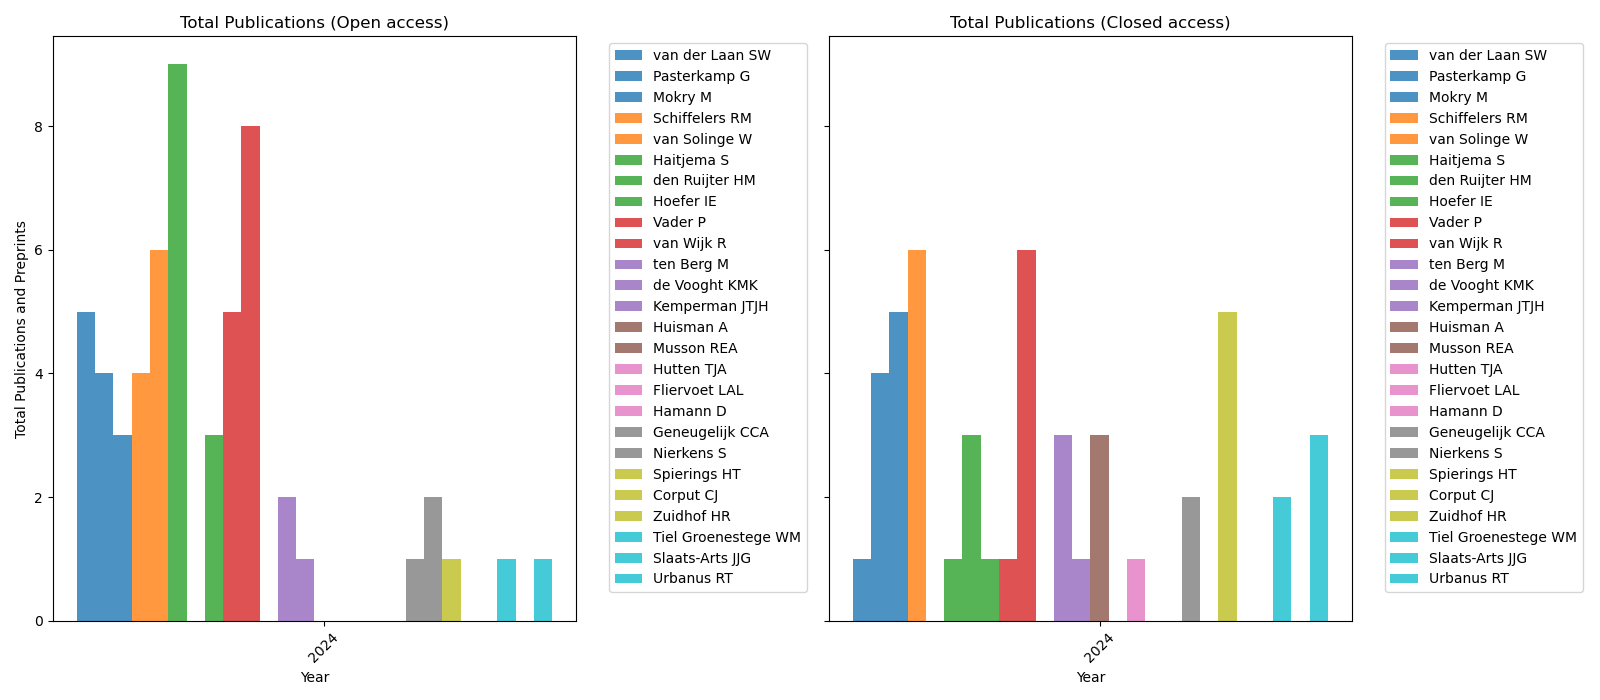 Total Publications (Open access)
Total Publications and Preprints
8
6
4
2
0
2024
Year
van der Laan SW
Pasterkamp G
Mokry M
Schiffelers RM
van Solinge W
Haitjema S
den Ruijter HM
Hoefer IE
Vader P
van Wijk R
ten Berg M
de Vooght KMK
Kemperman JTJH
Huisman A
Musson REA
Hutten TJA
Fliervoet LAL
Hamann D
Geneugelijk CCA
Nierkens S
Spierings HT
Corput CJ
Zuidhof HR
Tiel Groenestege WM
Slaats-Arts JJG
Urbanus RT
Total Publications (Closed access)
2024
Year
van der Laan SW
Pasterkamp G
Mokry M
Schiffelers RM
van Solinge W
Haitjema S
den Ruijter HM
Hoefer IE
Vader P
van Wijk R
ten Berg M
de Vooght KMK
Kemperman JTJH
Huisman A
Musson REA
Hutten TJA
Fliervoet LAL
Hamann D
Geneugelijk CCA
Nierkens S
Spierings HT
Corput CJ
Zuidhof HR
Tiel Groenestege WM
Slaats-Arts JJG
Urbanus RT